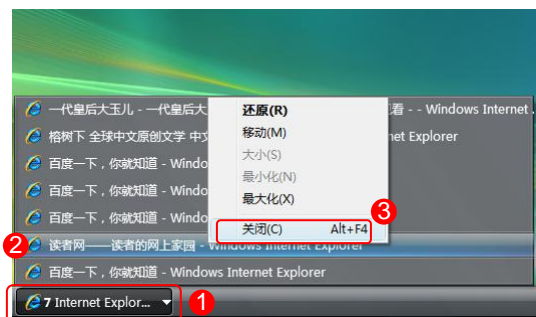 一代皇后大玉儿 - 一代皇后大
看 - - Windows Internet
榕树下 全球中文原创文学 中文
net Explorer
百度一下，你就知道 - Windo
百度一下，你就知道 - Windo
百度一下，你就知道 - Windo
读者网——读者的网上家园 - Windows Internet Explorer
百度一下，你就知道 - Windows Internet Explorer
7 Internet Explor...
还原(R)
移动(M)
大小(S)
最小化(N)
最大化(X)
关闭(C) Alt+F4
1
2
3